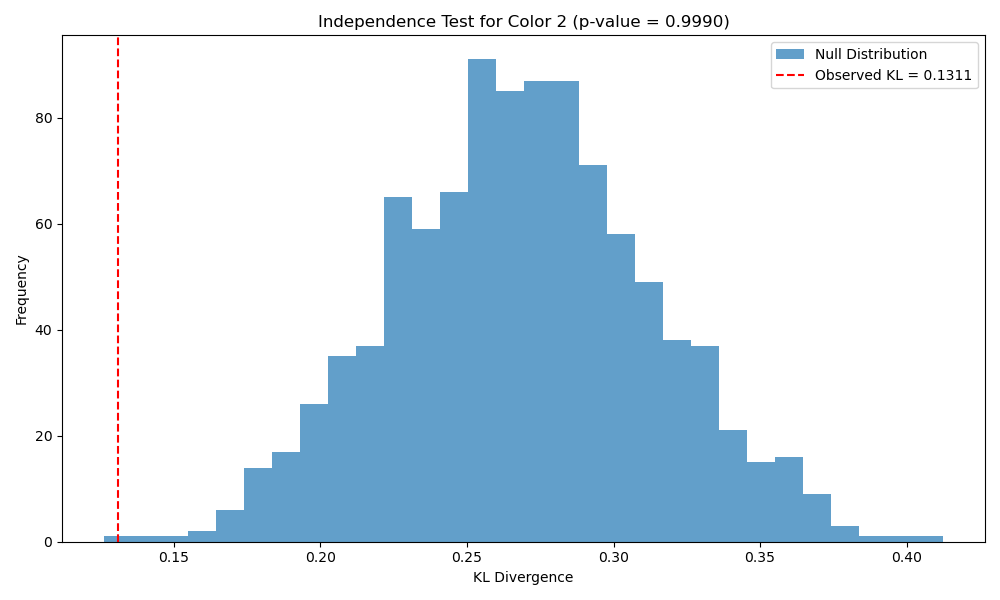 Independence Test for Color 2 (p-value = 0.9990)
Null Distribution
Observed KL = 0.1311
Frequency
80
60
40
20
0
0.15 0.20 0.25 0.30 0.35 0.40
KL Divergence